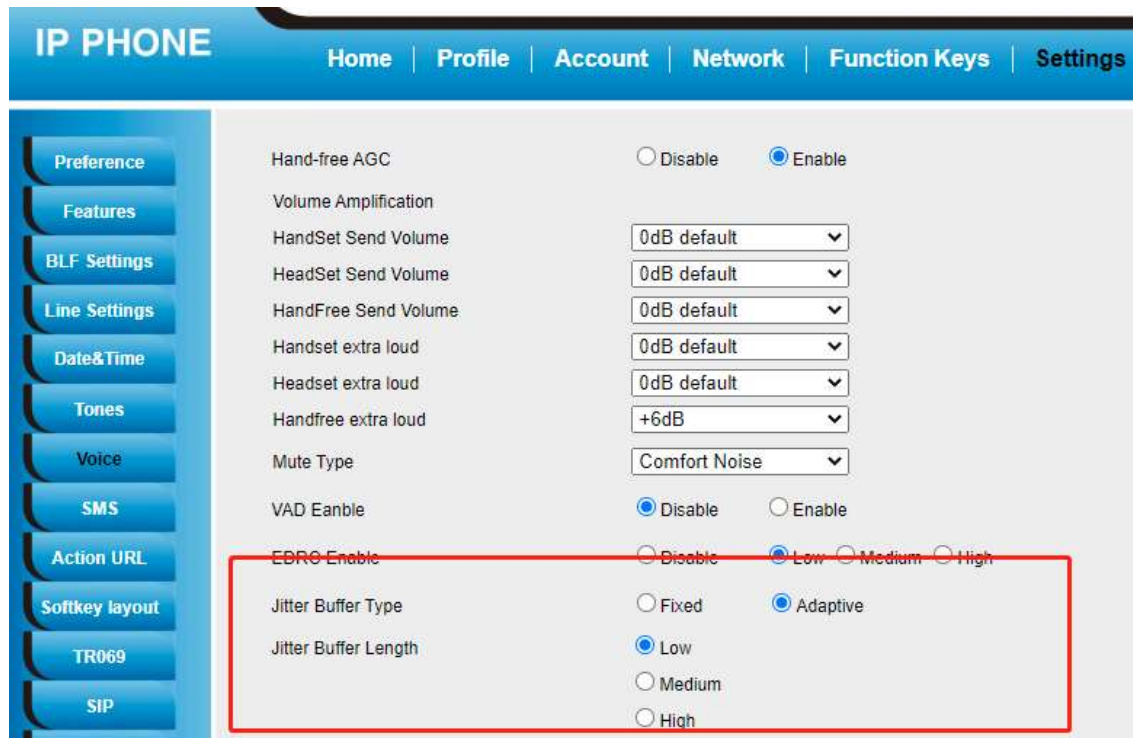 IP PHONE
Home | Profile | Account | Network | Function Keys | Settings
Preference
Features
BLF Settings
Line Settings
Date&Time
Tones
Voice
SMS
Action URL
Softkey layout
TR069
SIP
Hand-free AGC Disable Enable
Volume Amplification
HandSet Send Volume 0dB default
HeadSet Send Volume 0dB default
HandFree Send Volume 0dB default
Handset extra loud 0dB default
Headset extra loud 0dB default
Handfree extra loud +6dB
Mute Type Comfort Noise
VAD Eanble Disable Enable
EDRC Enable Disable Low Medium High
Jitter Buffer Type Fixed Adaptive
Jitter Buffer Length Low
Medium
High